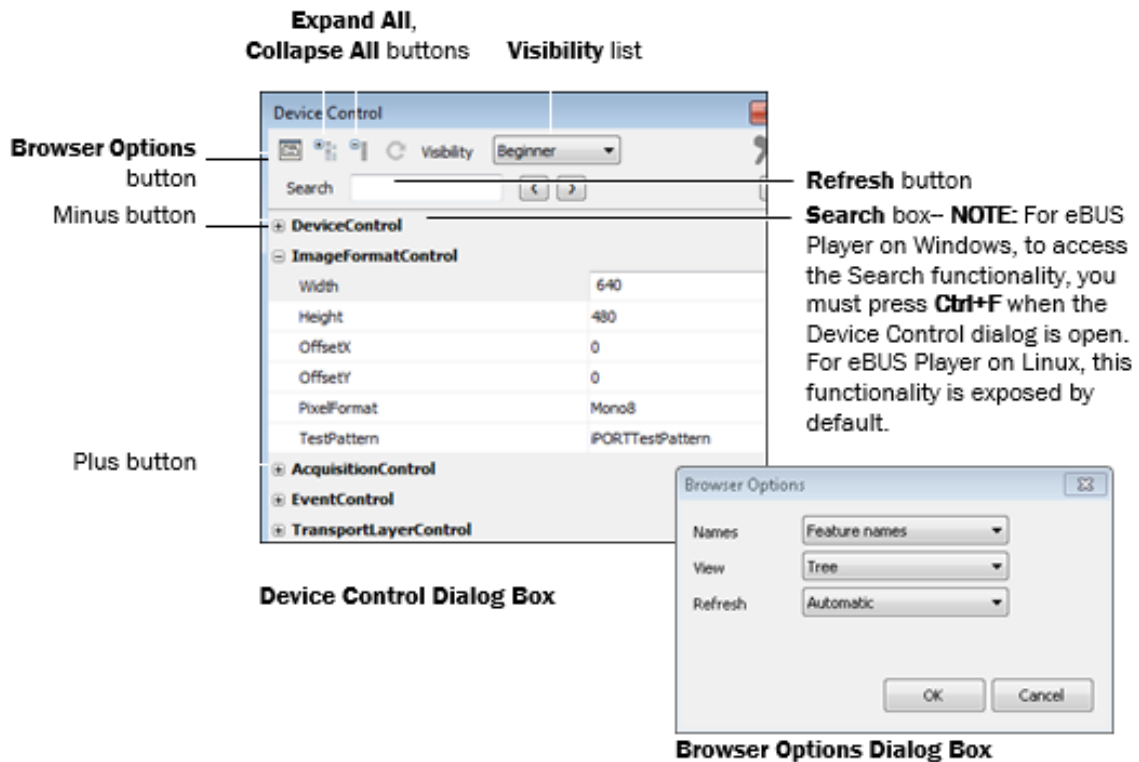 Expand All,
Collapse All buttons
Visibility list
Device Control
Browser Options
button
Visibility
Beginner
Search
<
>
Refresh button
Minus button
Search box– NOTE: For eBUS
Player on Windows, to access
the Search functionality, you
must press Ctrl+F when the
Device Control dialog is open.
For eBUS Player on Linux, this
functionality is exposed by
default.
DeviceControl
ImageFormatControl
Width 640
Height 480
OffsetX 0
OffsetY 0
PixelFormat Mono8
TestPattern iPORTTestPattern
Plus button
AcquisitionControl
EventControl
TransportLayerControl
Device Control Dialog Box
Browser Options
Names Feature names
View Tree
Refresh Automatic
OK Cancel
Browser Options Dialog Box